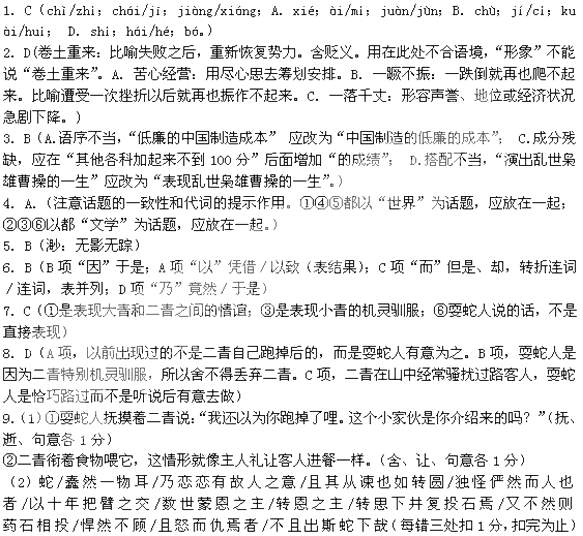 1. C（chì/zhì; chái/jī; jiàng/xiáng; A. xié; ài/mì; juàn/jùn; B. chù; jí/cì; ku
ài/huì; D. shì; hái/hé; bó。）
2. D(卷土重来：比喻失败之后，重新恢复势力。含贬义。用在此处不合语境，“形象”不能
说“卷土重来”。A. 苦心经营：用尽心思去筹划安排。B. 一蹶不振：一跌倒就再也爬不起
来。比喻遭受一次挫折以后就再也振作不起来。C. 一落千丈：形容声誉、地位或经济状况
急剧下降。)
3. B（A.语序不当，“低廉的中国制造成本” 应改为“中国制造的低廉的成本”； C.成分残
缺，应在“其他各科加起来不到 100 分”后面增加“的成绩”； D.搭配不当，“演出乱世枭
雄曹操的一生”应改为“表现乱世枭雄曹操的一生”。）
4. A.（注意话题的一致性和代词的提示作用。①④⑤都以“世界”为话题，应放在一起；
②③⑥以都“文学”为话题，应放在一起。）
5. B（渺：无影无踪）
6. B（B 项“因”于是；A 项“以”凭借/以致（表结果）；C 项“而”但是、却，转折连词
/连词，表并列；D 项“乃”竟然/于是）
7. C（①是表现大青和二青之间的情谊；③是表现小青的机灵驯服；⑥耍蛇人说的话，不是
直接表现）
8. D（A 项，以前出现过的不是二青自己跑掉后的，而是耍蛇人有意为之。B 项，耍蛇人是
因为二青特别机灵驯服，所以舍不得丢弃二青。C 项，二青在山中经常骚扰过路客人，耍蛇
人是恰巧路过而不是听说后有意去做）
9.（1）①耍蛇人抚摸着二青说：“我还以为你跑掉了哩。这个小家伙是你介绍来的吗？”（抚、
逝、句意各 1 分）
②二青衔着食物喂它，这情形就像主人礼让客人进餐一样。（含、让、句意各 1 分）
（2）蛇/蠢然一物耳/乃恋恋有故人之意/且其从谏也如转圆/独怪俨然而人也
者/以十年把臂之交/数世蒙恩之主/转恩之主/转思下井复投石焉/又不然则
药石相投/悍然不顾/且怒而仇焉者/不且出斯蛇下哉（每错三处扣 1 分，扣完为止）